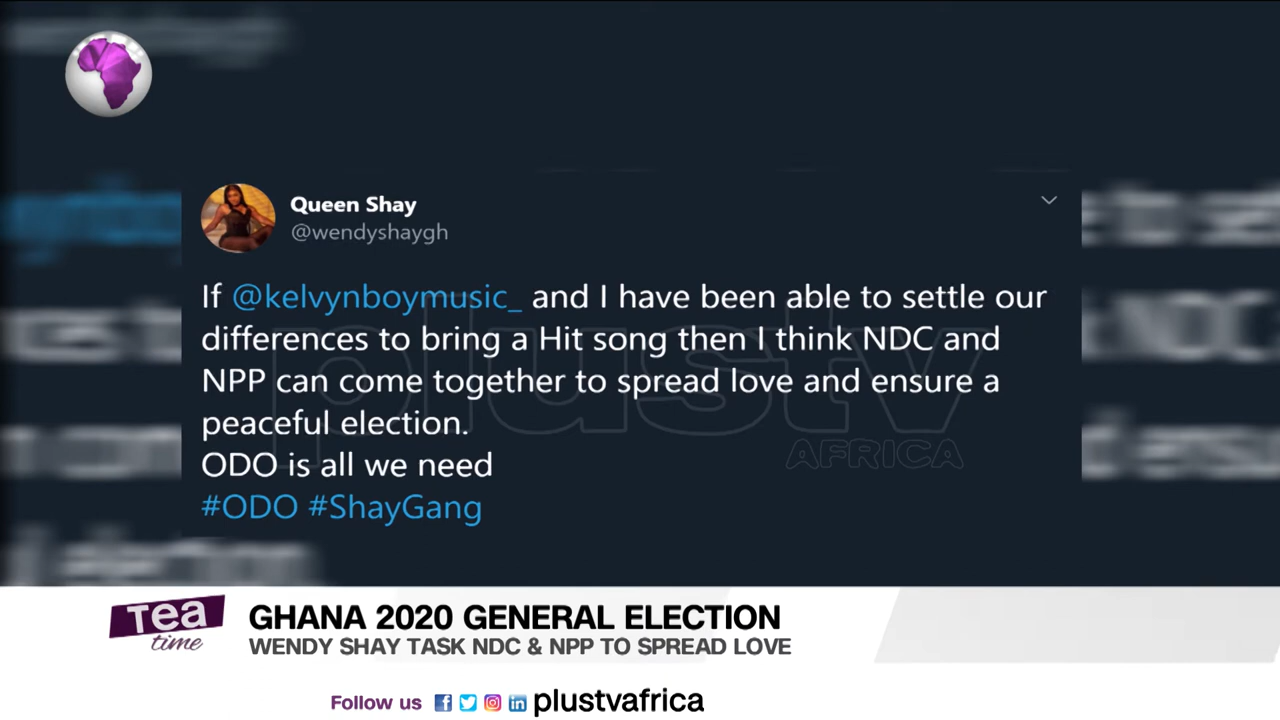 Queen Shay
@wendyshaygh
If @kelvynboymusic_ and I have been able to settle our
differences to bring a Hit song then I think NDC and
NPP can come together to spread love and ensure a
peaceful election.
ODO is all we need
#ODO #ShayGang
plustv
AFRICA
Tea
time
GHANA 2020 GENERAL ELECTION
WENDY SHAY TASK NDC & NPP TO SPREAD LOVE
Follow us plustvafrica